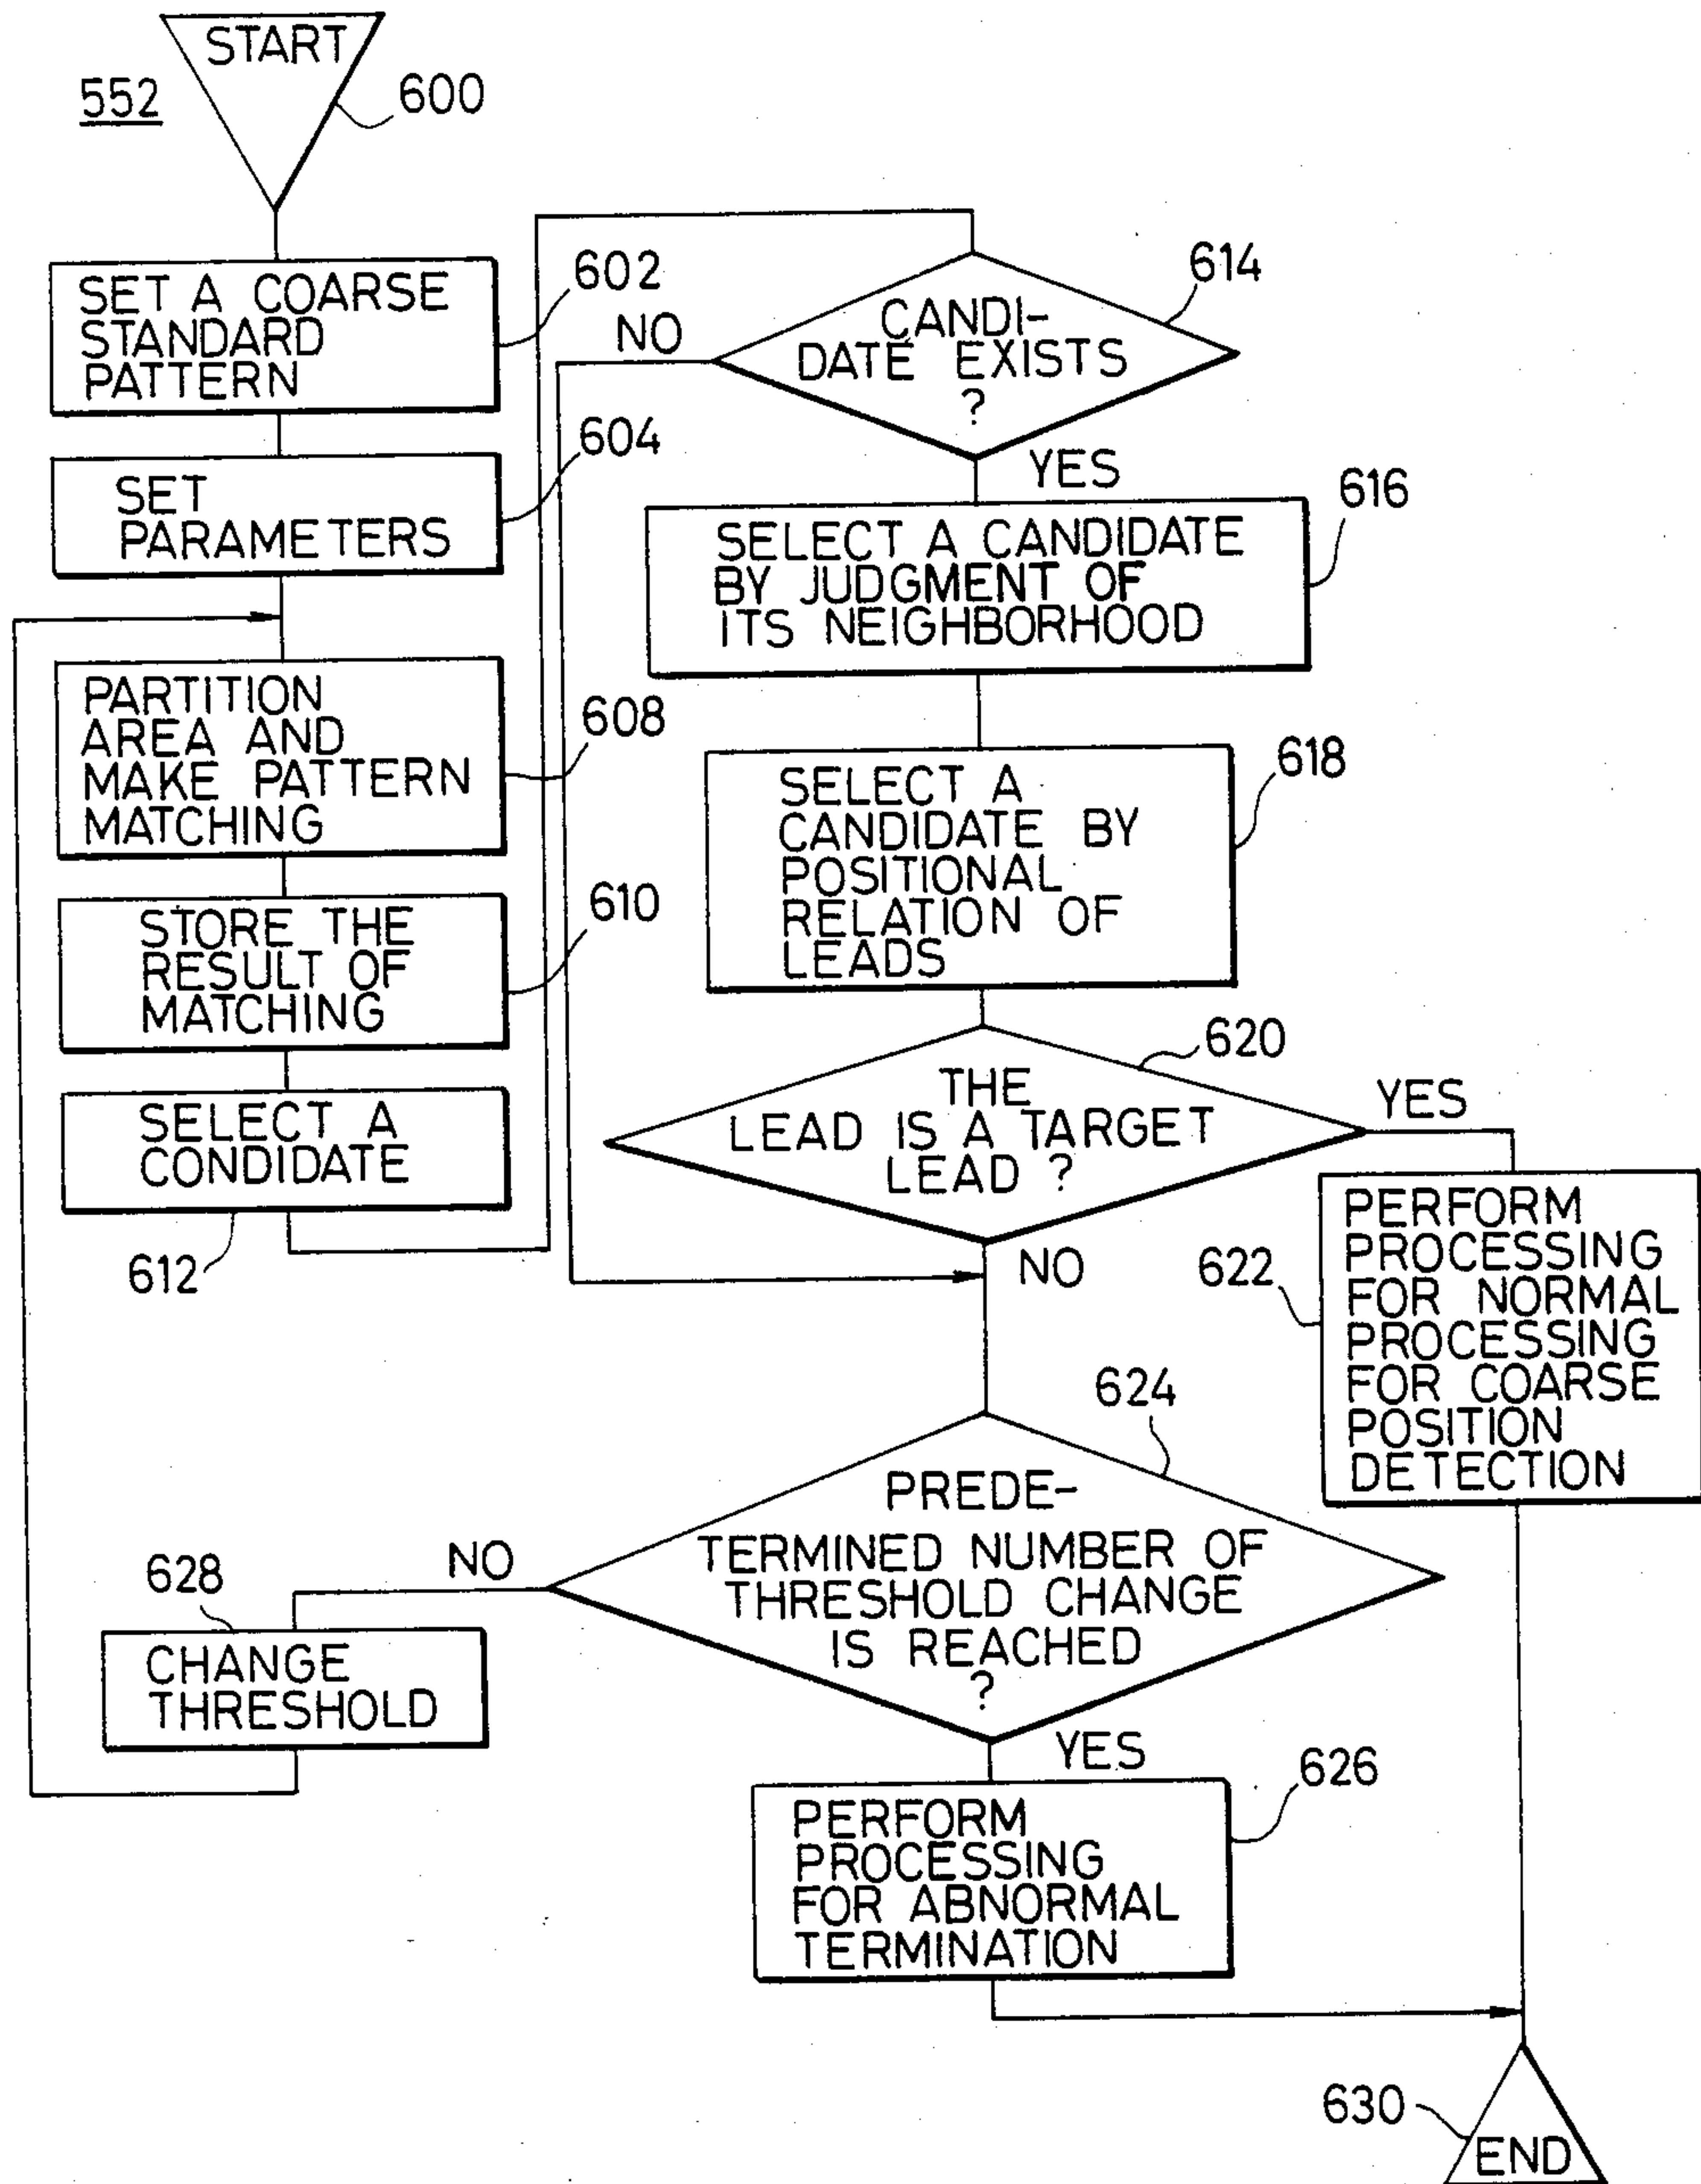 START
552
600
SET A COARSE
STANDARD
PATTERN
602
SET
PARAMETERS
604
PARTITION
AREA AND
MAKE PATTERN
MATCHING
608
STORE THE
RESULT OF
MATCHING
610
SELECT A
CONDIDATE
612
CANDI-
DATE EXISTS
?
614
NO
YES
SELECT A CANDIDATE
BY JUDGMENT OF
ITS NEIGHBORHOOD
616
SELECT A
CANDIDATE BY
POSITIONAL
RELATION OF
LEADS
618
THE
LEAD IS A TARGET
LEAD ?
620
YES
NO
PERFORM
PROCESSING
FOR NORMAL
PROCESSING
FOR COARSE
POSITION
DETECTION
622
PREDE-
TERMINED NUMBER OF
THRESHOLD CHANGE
IS REACHED
?
624
NO
YES
628
CHANGE
THRESHOLD
PERFORM
PROCESSING
FOR ABNORMAL
TERMINATION
626
630
END